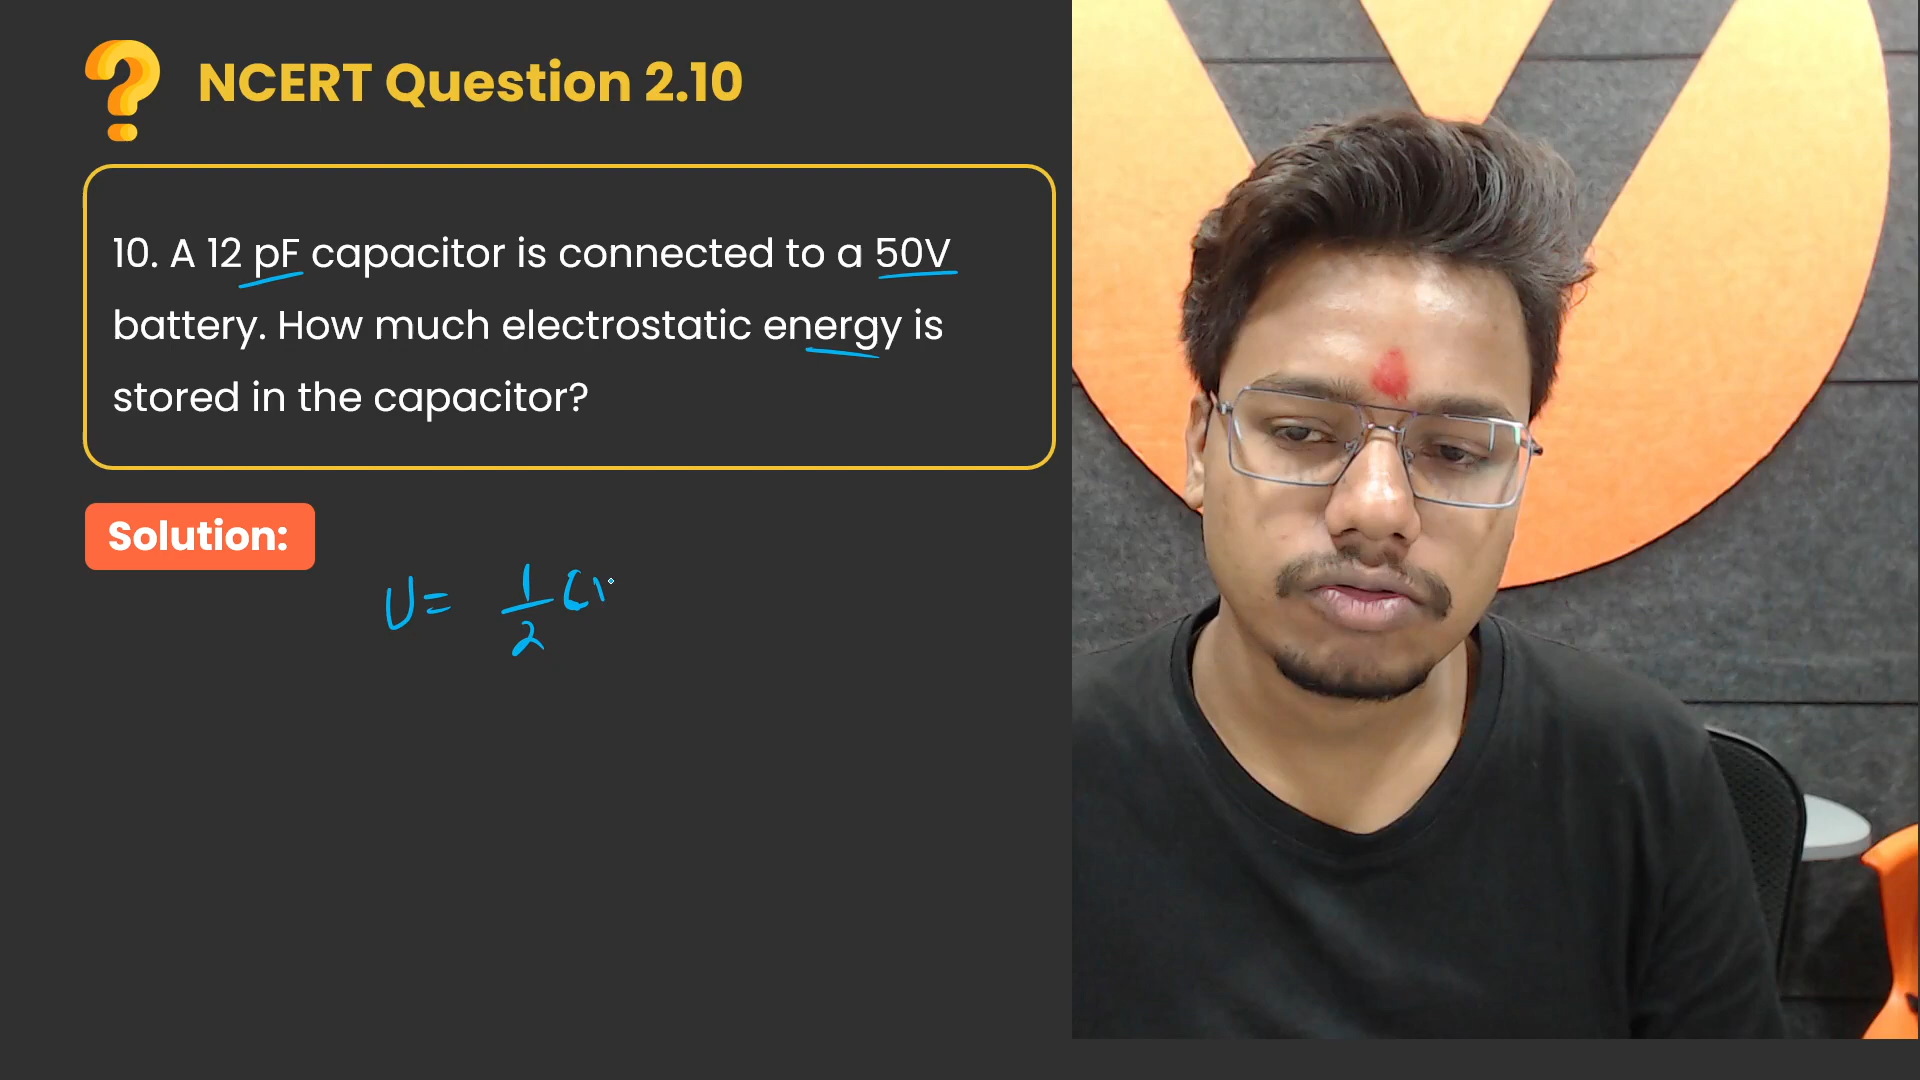 NCERT Question 2.10
10. A 12 pF capacitor is connected to a 50V
battery. How much electrostatic energy is
stored in the capacitor?
Solution:
U = 1/2 C